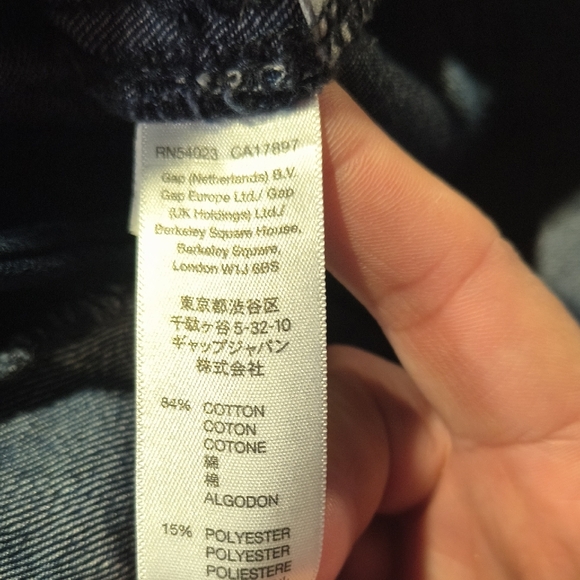 RN54023 CA17897
Gap (Netherlands) B.V.
Gap Europe Ltd./ Gap
(UK Holdings) Ltd./
Berkeley Square House,
Berkeley Square,
London W1J 6BS
東京都渋谷区
千駄ヶ谷5-32-10
ギャップジャパン
株式会社
84% COTTON
COTON
COTONE
綿
棉
ALGODON
15% POLYESTER
POLYESTER
POLIESTERE